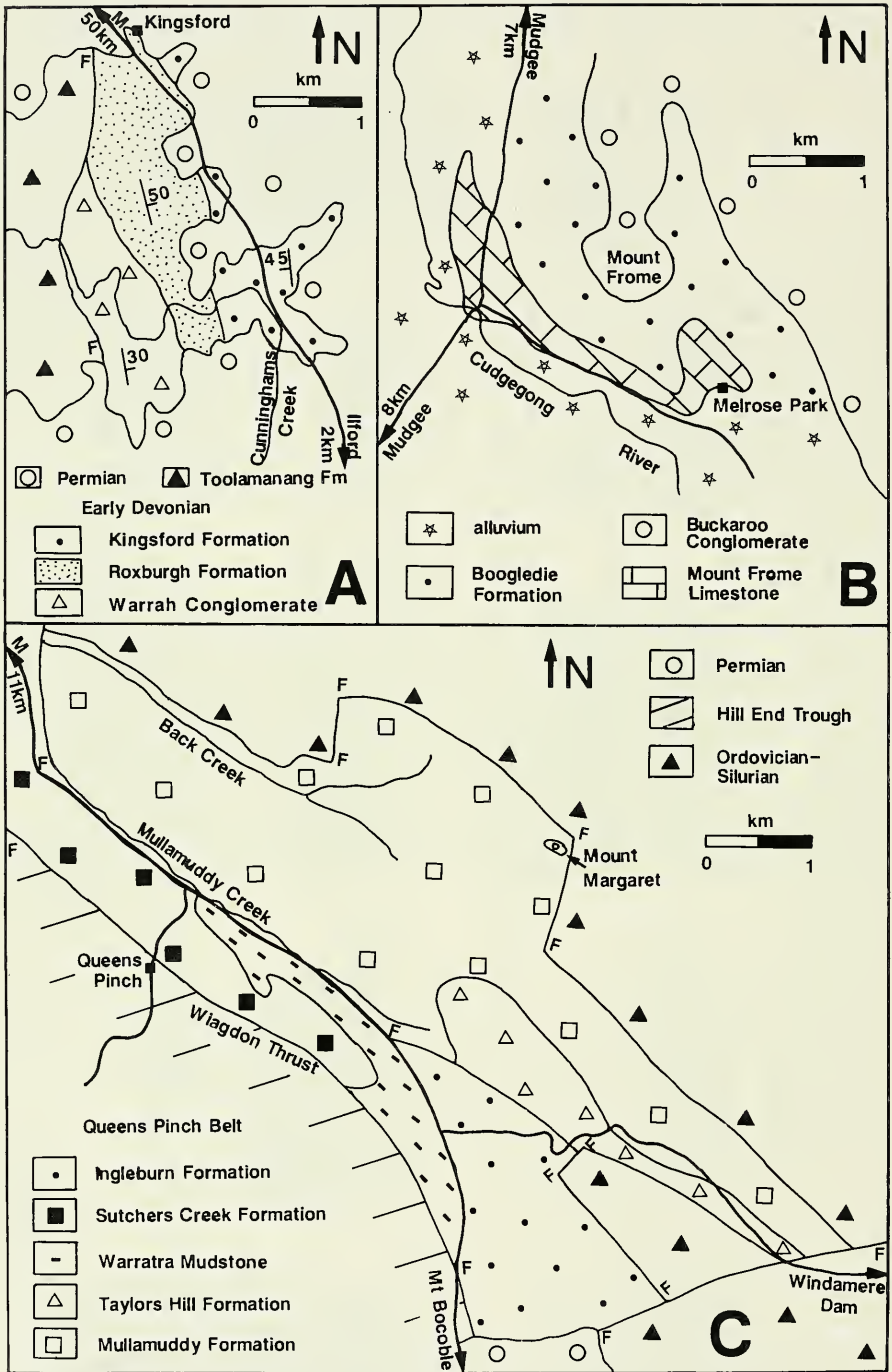 M
50km
Kingsford
N
km
0 1
F
50
45
F
30
Cunninghams
Creek
Ilford
2km
Permian
Toolamanang Fm
Early Devonian
Kingsford Formation
Roxburgh Formation
Warrah Conglomerate
A
Mudgee
7km
N
km
0 1
Mount
Frome
Melrose Park
Cudgegong
River
8km
Mudgee
alluvium
Buckaroo
Conglomerate
Boogledie
Formation
Mount Frome
Limestone
B
M
11km
N
Permian
Hill End Trough
Ordovician-
Silurian
km
0 1
F
F
Back Creek
F
F
F
Mount
Margaret
F
Mullamuddy Creek
Queens
Pinch
Wiagdon Thrust
F
F
F
F
F
F
F
Mt Bocoble
Windamere
Dam
Queens Pinch Belt
Ingleburn Formation
Sutchers Creek Formation
Warratra Mudstone
Taylors Hill Formation
Mullamuddy Formation
C